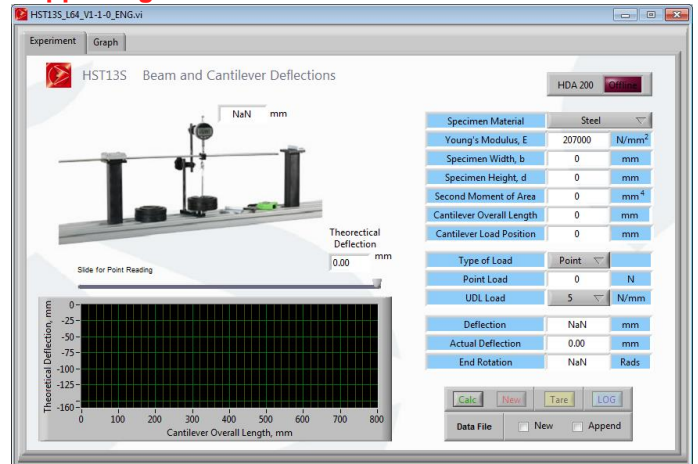 HST13S_L64_V1-1-0_ENG.vi
Experiment Graph
HST13S Beam and Cantilever Deflections
HDA 200 Offline
NaN mm
Specimen Material Steel
Young's Modulus, E 207000 N/mm²
Specimen Width, b 0 mm
Specimen Height, d 0 mm
Second Moment of Area 0 mm⁴
Cantilever Overall Length 0 mm
Cantilever Load Position 0 mm
Theorectical
Deflection
0.00 mm
Slide for Point Reading
Type of Load Point
Point Load 0 N
UDL Load 5 N/mm
Deflection NaN mm
Actual Deflection 0.00 mm
End Rotation NaN Rads
Theoretical Deflection, mm
0
-25
-50
-75
-100
-125
-160
0 100 200 300 400 500 600 700 800
Cantilever Overall Length, mm
Calc New Tare LOG
Data File New Append